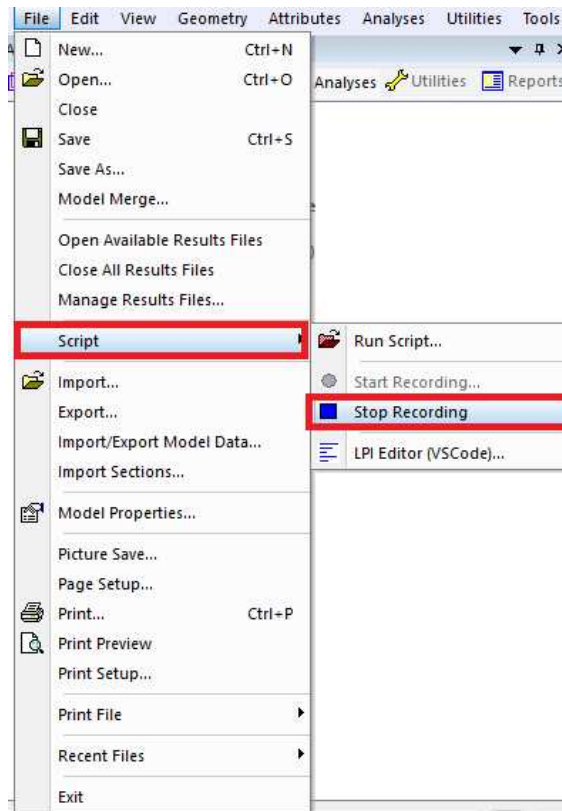 File Edit View Geometry Attributes Analyses Utilities Tools
New... Ctrl+N
Open... Ctrl+O
Analyses Utilities Reports
Close
Save Ctrl+S
Save As...
Model Merge...
Open Available Results Files
Close All Results Files
Manage Results Files...
Script
Run Script...
Start Recording...
Stop Recording
LPI Editor (VSCode)...
Import...
Export...
Import/Export Model Data...
Import Sections...
Model Properties...
Picture Save...
Page Setup...
Print... Ctrl+P
Print Preview
Print Setup...
Print File
Recent Files
Exit